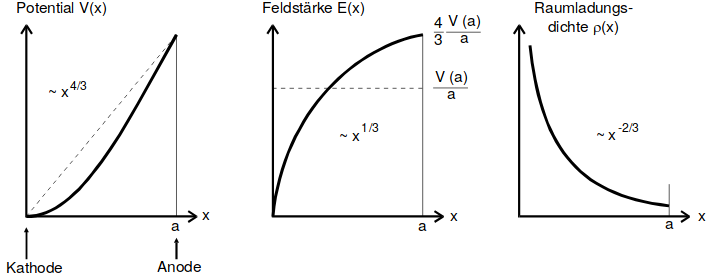 Potential V(x)
~ x^4/3
x
a
Kathode
Anode
Feldstärke E(x)
4/3 V (a)/a
V (a)/a
~ x^1/3
x
a
Raumladungs-
dichte ρ(x)
~ x^-2/3
x
a